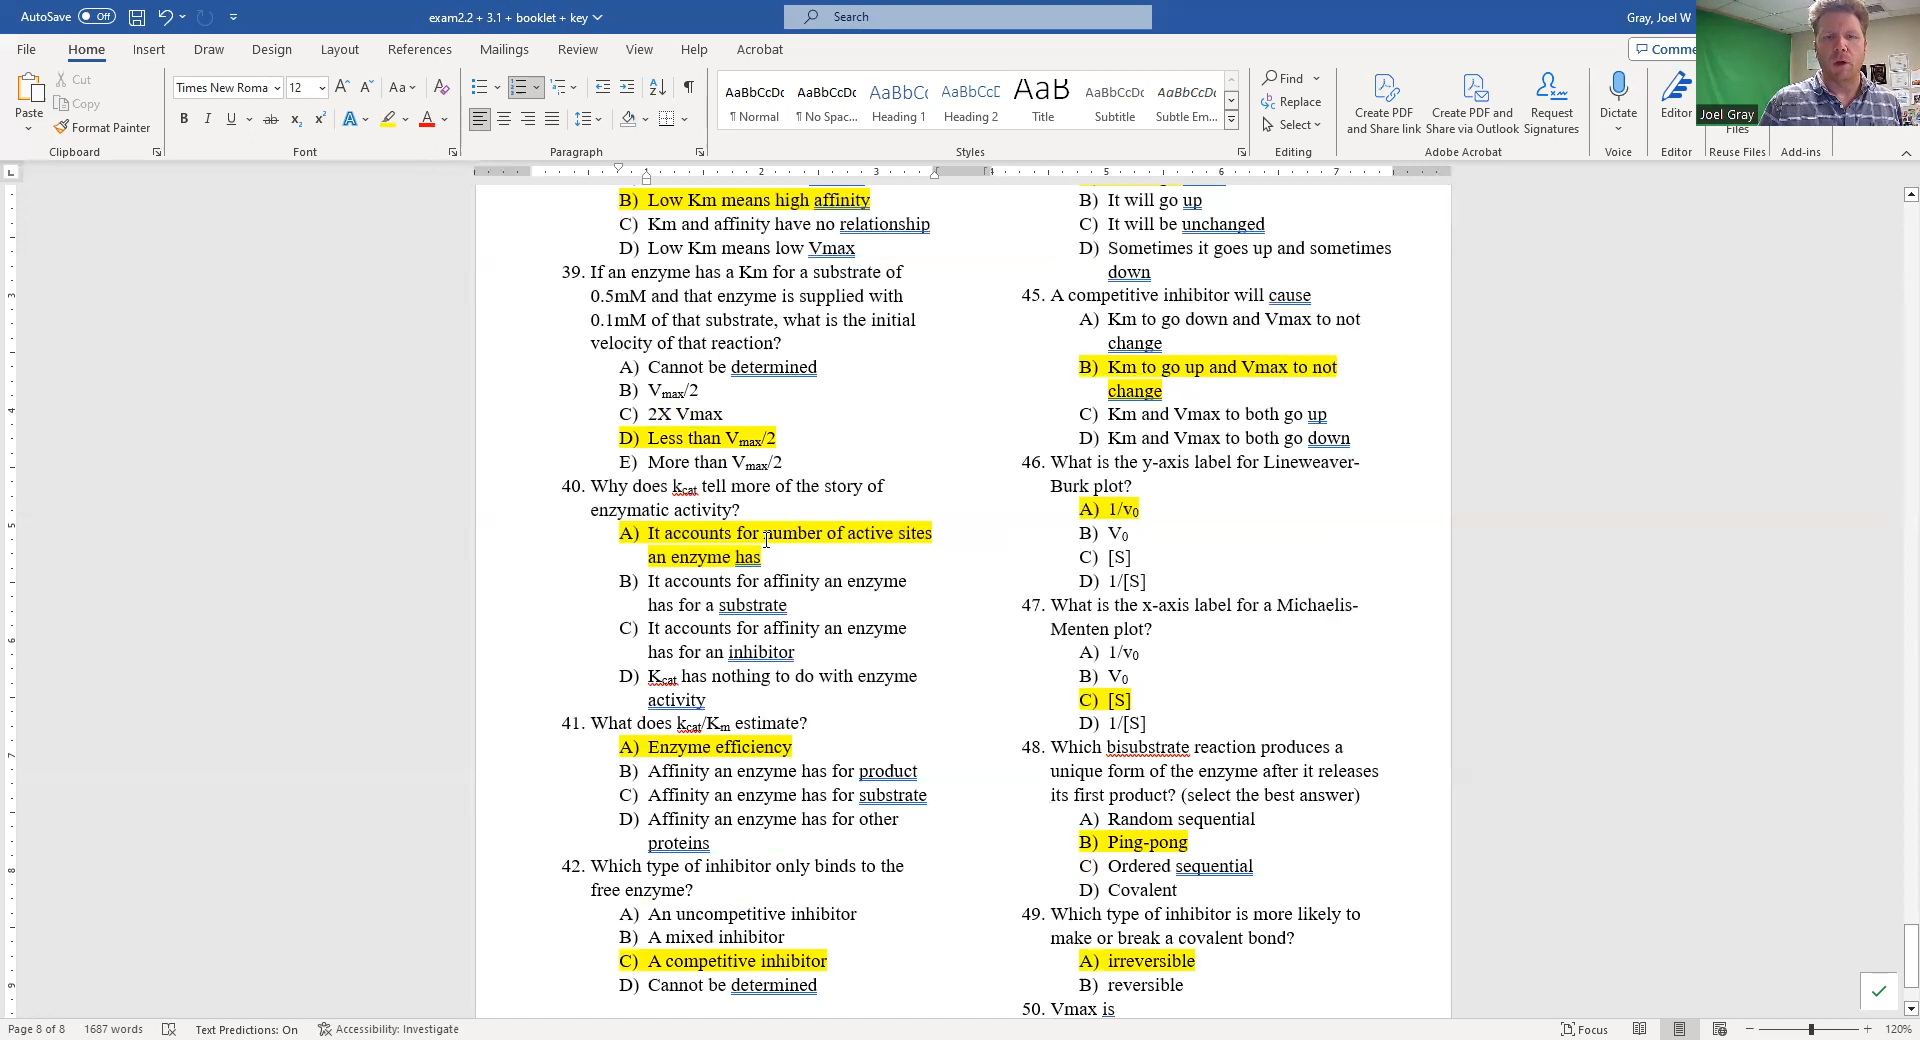 AutoSave Off
exam2.2 + 3.1 + booklet + key
Search
Gray, Joel W
File Home Insert Draw Design Layout References Mailings Review View Help Acrobat
Comme
Paste
Cut
Copy
Format Painter
Clipboard
Times New Roma 12
Font
Paragraph
AaBbCcDc AaBbCcDc AaBbC AaBbCcD AaB AaBbCcDc AaBbCcDc
¶ Normal ¶ No Spac... Heading 1 Heading 2 Title Subtitle Subtle Em...
Styles
Find
Replace
Select
Editing
Create PDF and Share link
Create PDF and Share via Outlook
Request Signatures
Adobe Acrobat
Dictate
Voice
Editor
Editor
Files
Reuse Files
Add-ins
Joel Gray
B) Low Km means high affinity
C) Km and affinity have no relationship
D) Low Km means low Vmax
39. If an enzyme has a Km for a substrate of
0.5mM and that enzyme is supplied with
0.1mM of that substrate, what is the initial
velocity of that reaction?
A) Cannot be determined
B) Vmax/2
C) 2X Vmax
D) Less than Vmax/2
E) More than Vmax/2
40. Why does kcat tell more of the story of
enzymatic activity?
A) It accounts for number of active sites
an enzyme has
B) It accounts for affinity an enzyme
has for a substrate
C) It accounts for affinity an enzyme
has for an inhibitor
D) Kcat has nothing to do with enzyme
activity
41. What does kcat/Km estimate?
A) Enzyme efficiency
B) Affinity an enzyme has for product
C) Affinity an enzyme has for substrate
D) Affinity an enzyme has for other
proteins
42. Which type of inhibitor only binds to the
free enzyme?
A) An uncompetitive inhibitor
B) A mixed inhibitor
C) A competitive inhibitor
D) Cannot be determined
B) It will go up
C) It will be unchanged
D) Sometimes it goes up and sometimes
down
45. A competitive inhibitor will cause
A) Km to go down and Vmax to not
change
B) Km to go up and Vmax to not
change
C) Km and Vmax to both go up
D) Km and Vmax to both go down
46. What is the y-axis label for Lineweaver-
Burk plot?
A) 1/v0
B) V0
C) [S]
D) 1/[S]
47. What is the x-axis label for a Michaelis-
Menten plot?
A) 1/v0
B) V0
C) [S]
D) 1/[S]
48. Which bisubstrate reaction produces a
unique form of the enzyme after it releases
its first product? (select the best answer)
A) Random sequential
B) Ping-pong
C) Ordered sequential
D) Covalent
49. Which type of inhibitor is more likely to
make or break a covalent bond?
A) irreversible
B) reversible
50. Vmax is
Page 8 of 8 1687 words Text Predictions: On Accessibility: Investigate Focus 120%